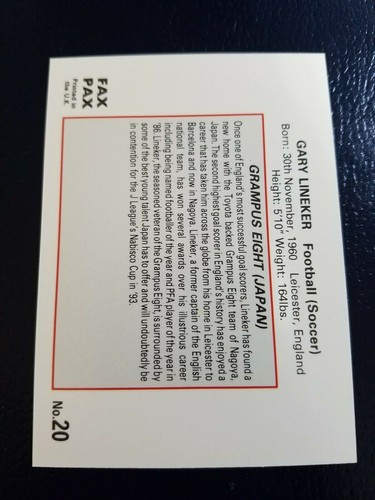 GARY LINEKER Football (Soccer)
Born: 30th November, 1960 Leicester, England
Height: 5'10" Weight: 164lbs.
GRAMPUS EIGHT (JAPAN)
Once one of England's most successful goal scorers, Lineker has found a
new home with the Toyota backed Grampus Eight team of Nagoya,
Japan. The second highest goal scorer in England's history has enjoyed a
career that has taken him across the globe from his home in Leicester to
Barcelona and now in Nagoya. Lineker, a former captain of the English
national team, has won several awards over his illustrious career
including being named footballer of the year and PFA player of the year in
'86. Lineker, the seasoned veteran of the Grampus Eight, is surrounded by
some of the best young talent Japan has to offer and will undoubtedly be
in contention for the J League's Nabisco Cup in '93.
FAX
PAX
Printed in
the U.K.
No.20